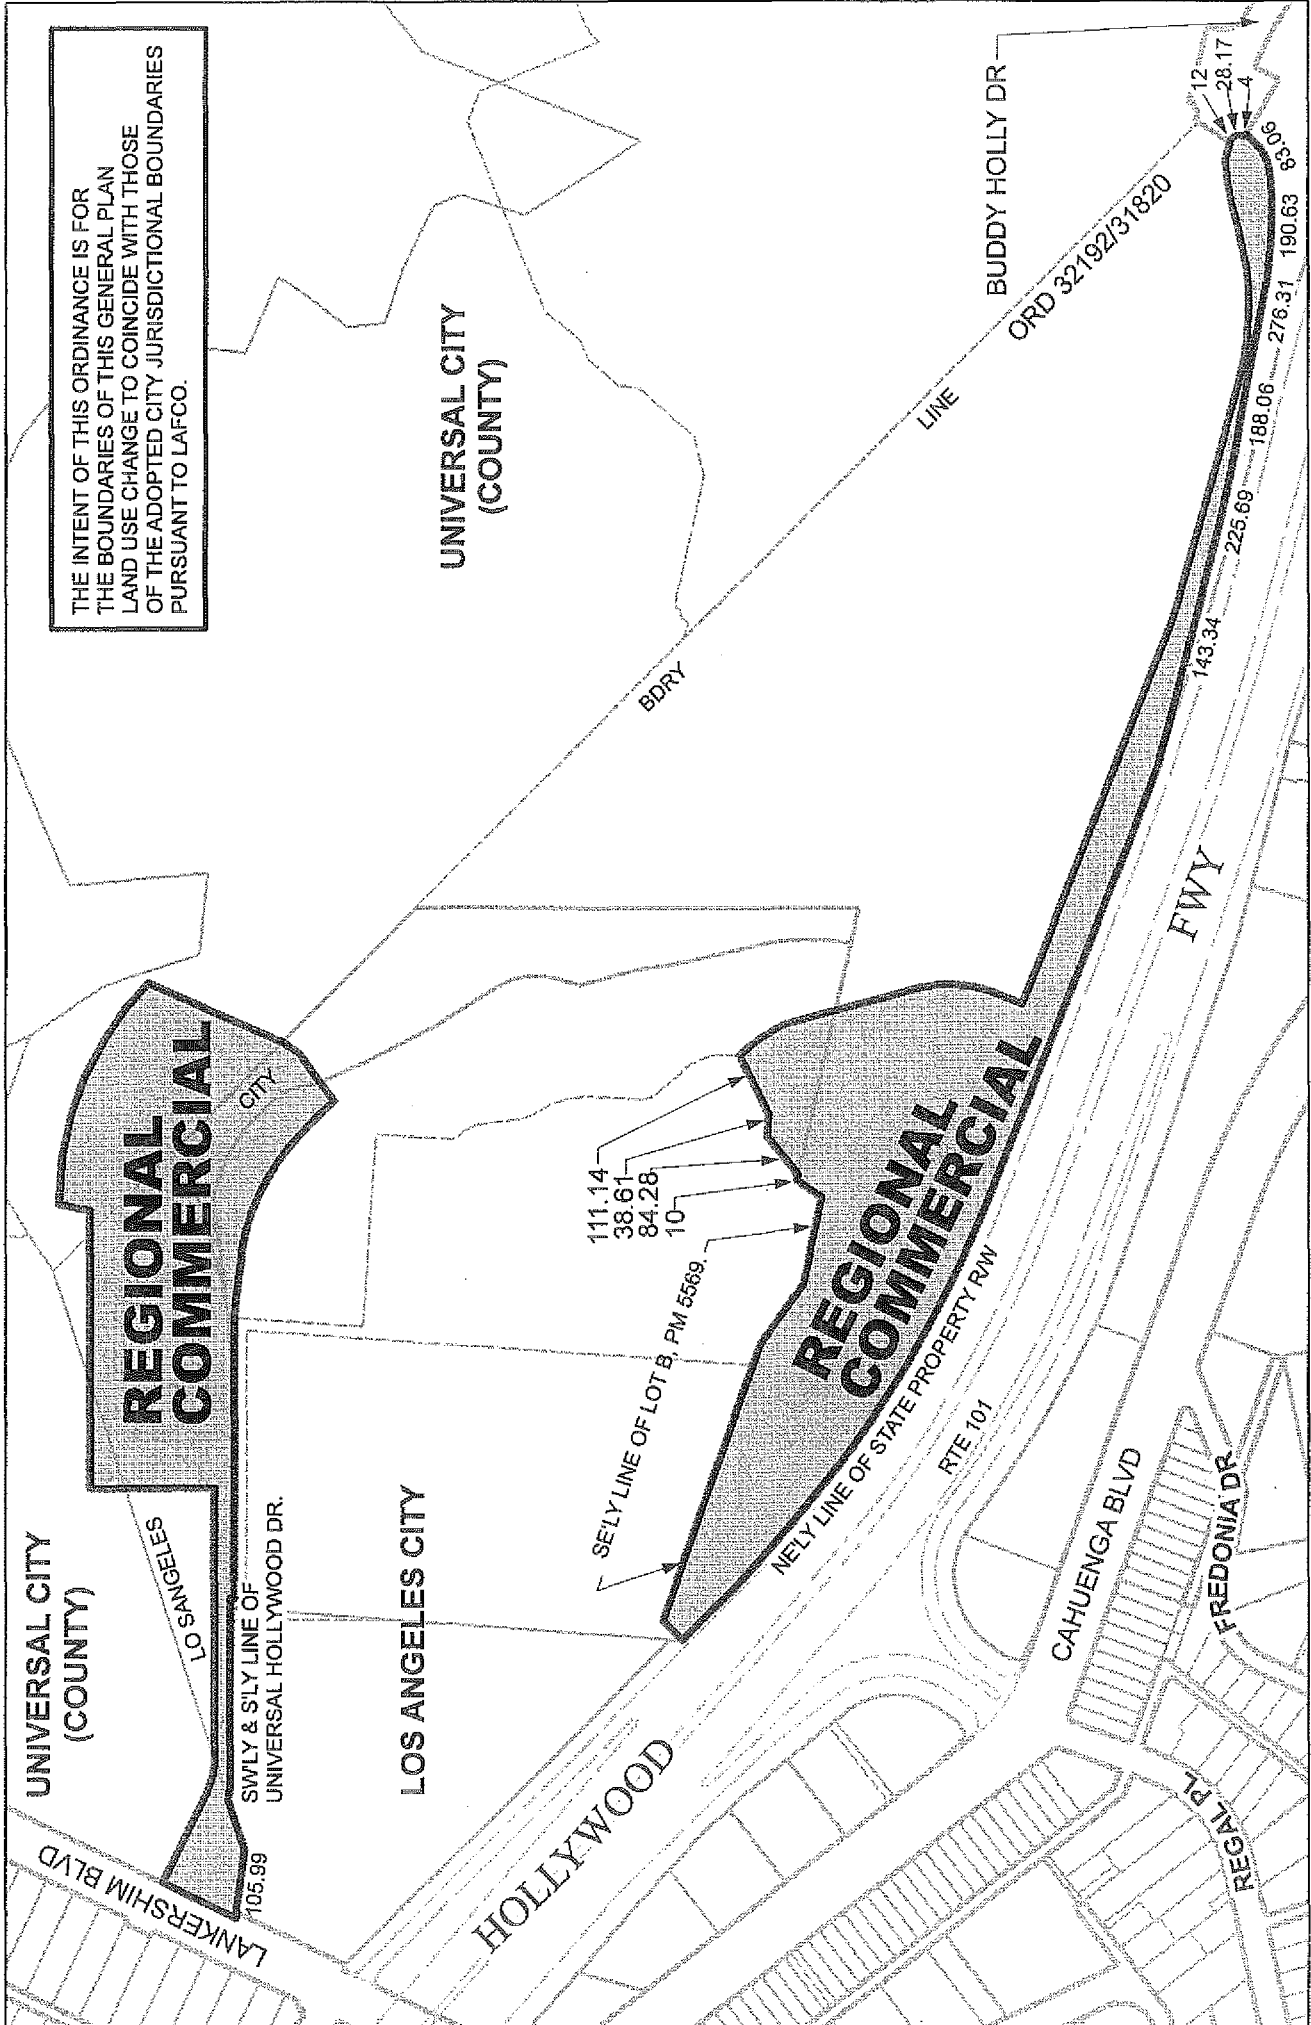 THE INTENT OF THIS ORDINANCE IS FOR
THE BOUNDARIES OF THIS GENERAL PLAN
LAND USE CHANGE TO COINCIDE WITH THOSE
OF THE ADOPTED CITY JURISDICTIONAL BOUNDARIES
PURSUANT TO LAFCO.
UNIVERSAL CITY
(COUNTY)
LANKERSHIM BLVD
105.99
LO SANGELES
REGIONAL
COMMERCIAL
CITY
SW'LY & S'LY LINE OF
UNIVERSAL HOLLYWOOD DR.
LOS ANGELES CITY
UNIVERSAL CITY
(COUNTY)
BDRY
LINE
ORD 32192/31820
BUDDY HOLLY DR
12
28.17
4
83.06
190.63
276.31
188.06
225.69
143.34
111.14
38.61
84.28
10
SE'LY LINE OF LOT B, PM 5569.
REGIONAL
COMMERCIAL
NE'LY LINE OF STATE PROPERTY R/W
RTE 101
HOLLYWOOD
FWY
CAHUENGA BLVD
FREDONIA DR
REGAL PL